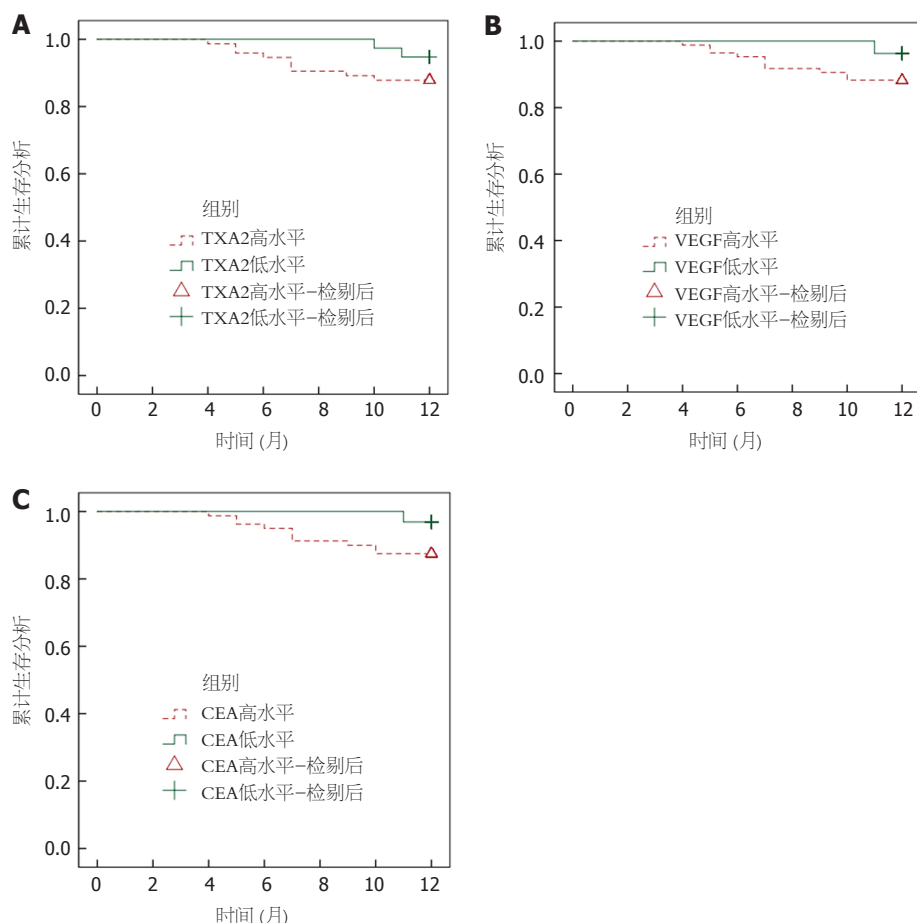 A
1.0
0.8
0.6
0.4
0.2
0.0
累计生存分析
组别
TXA2高水平
TXA2低水平
TXA2高水平-检剔后
TXA2低水平-检剔后
0 2 4 6 8 10 12
时间 (月)
B
1.0
0.8
0.6
0.4
0.2
0.0
累计生存分析
组别
VEGF高水平
VEGF低水平
VEGF高水平-检剔后
VEGF低水平-检剔后
0 2 4 6 8 10 12
时间 (月)
C
1.0
0.8
0.6
0.4
0.2
0.0
累计生存分析
组别
CEA高水平
CEA低水平
CEA高水平-检剔后
CEA低水平-检剔后
0 2 4 6 8 10 12
时间 (月)